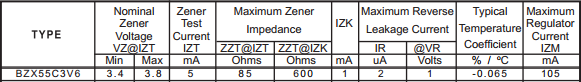 TYPE Nominal Zener Voltage VZ@IZT Zener Test Current IZT Maximum Zener Impedance IZK Maximum Reverse Leakage Current Typical Temperature Coefficient Maximum Regulator Current IZM
ZZT@IZT ZZT@IZK IR @VR
Min Max mA Ohms Ohms mA uA Volts % / °C mA
BZX55C3V6 3.4 3.8 5 85 600 1 2 1 -0.065 105